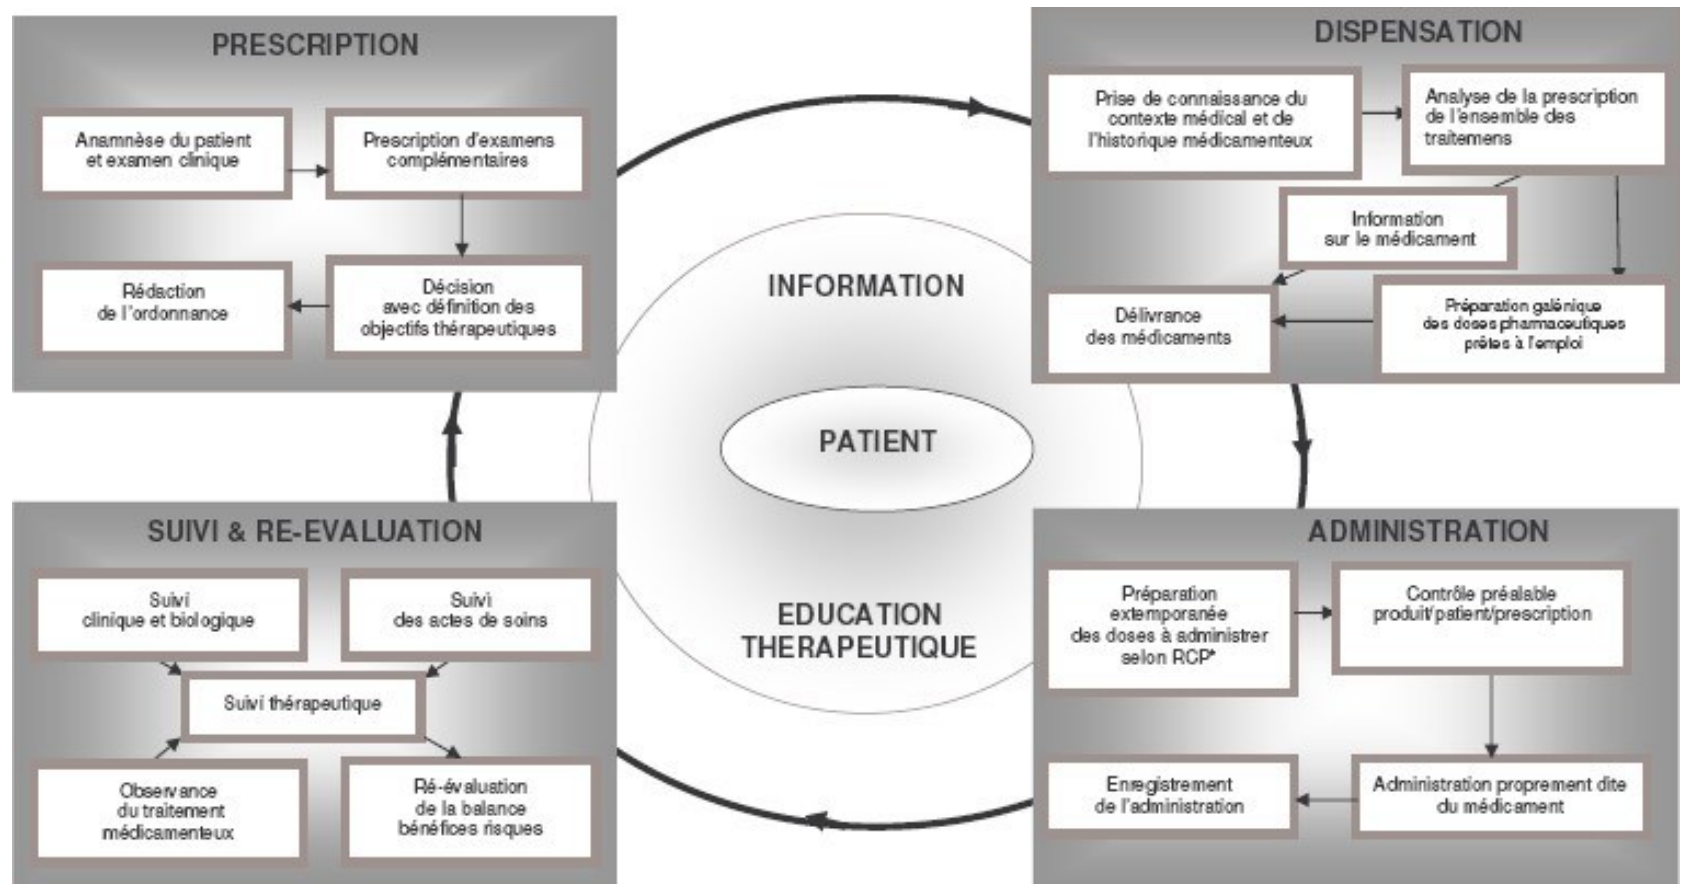 PRESCRIPTION
Anamnèse du patient
et examen clinique
Prescription d'examens
complémentaires
Rédaction
de l'ordonnance
Décision
avec définition des
objectifs thérapeutiques
DISPENSATION
Prise de connaissance du
contexte médical et de
l'historique médicamenteux
Analyse de la prescription
de l'ensemble des
traitemens
Information
sur le médicament
Délivrance
des médicaments
Préparation galénique
des doses pharmaceutiques
prêtes à l'emploi
INFORMATION
PATIENT
EDUCATION
THERAPEUTIQUE
SUIVI & RE-EVALUATION
Suivi
clinique et biologique
Suivi
des actes de soins
Suivi thérapeutique
Observance
du traitement
médicamenteux
Ré-évaluation
de la balance
bénéfices risques
ADMINISTRATION
Préparation
extemporanée
des doses à administrer
selon RCP*
Contrôle préalable
produit/patient/prescription
Enregistrement
de l'administration
Administration proprement dite
du médicament